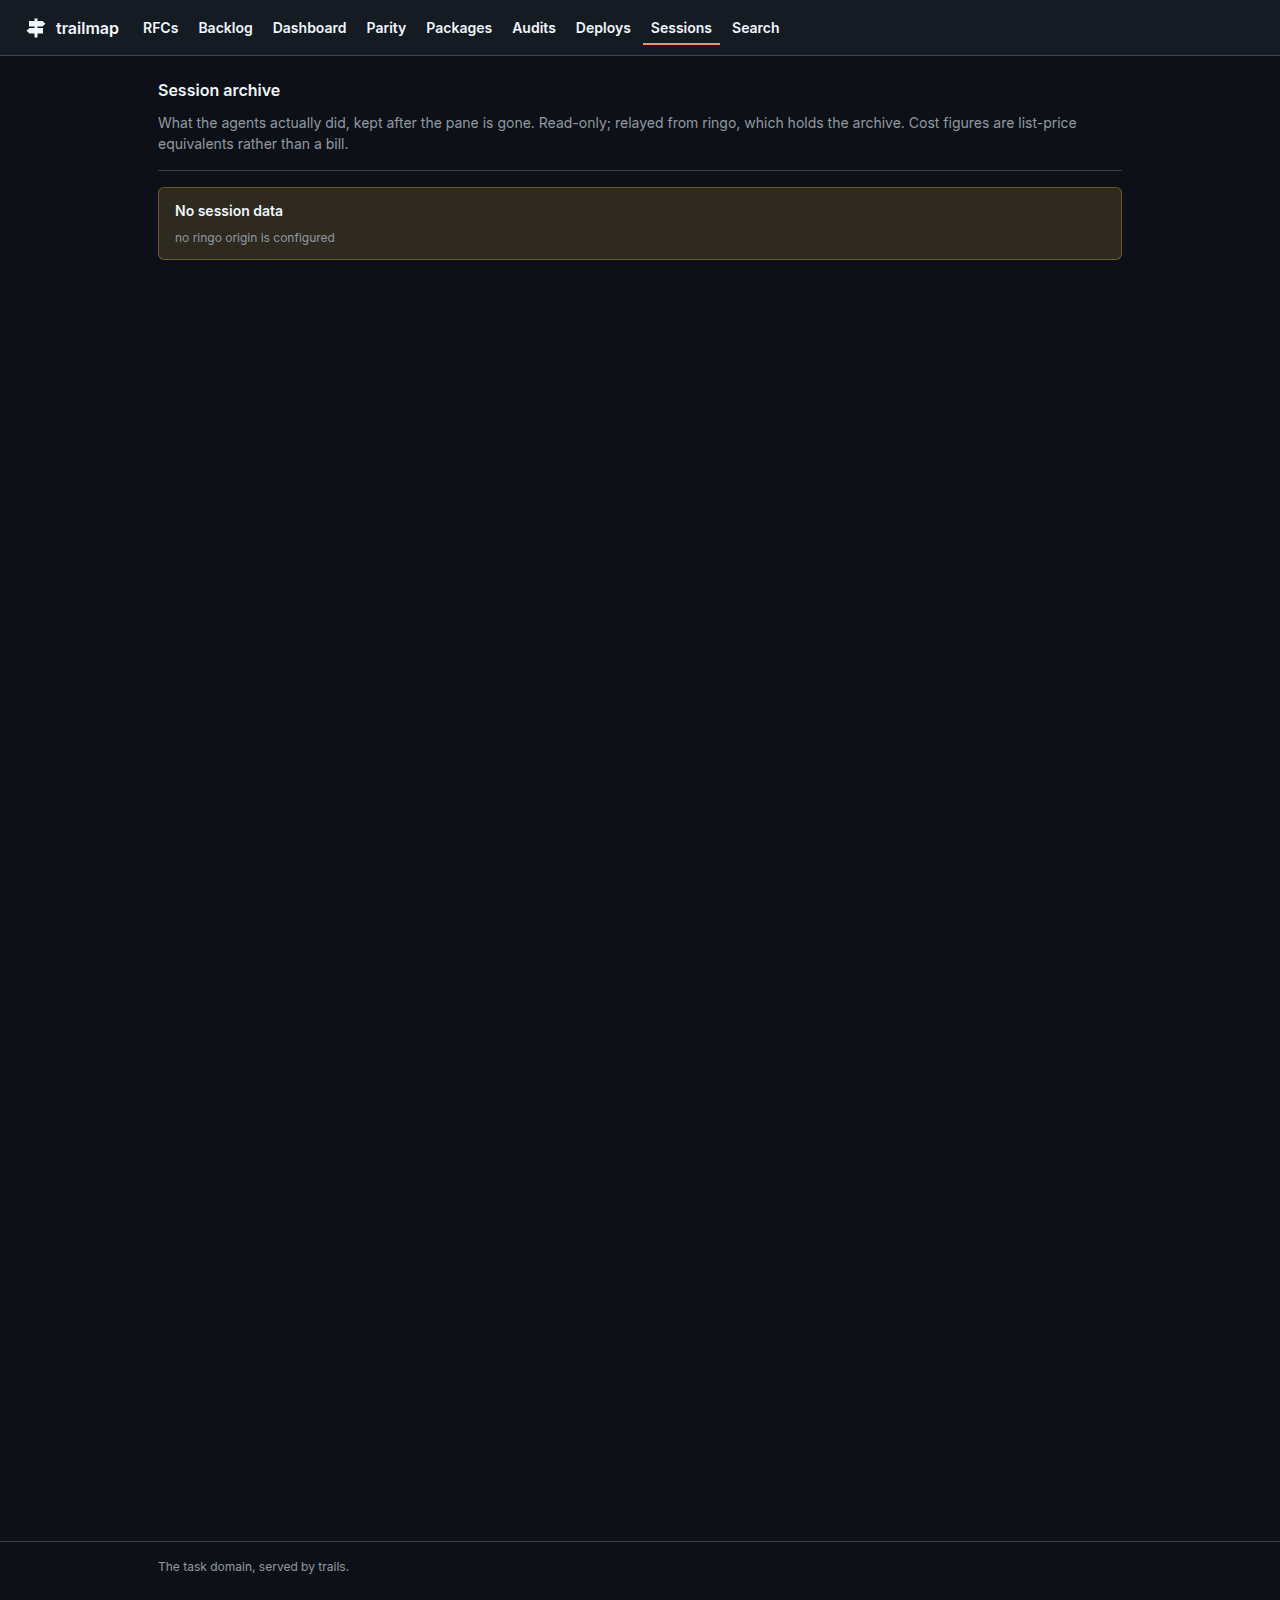 trailmap RFCs Backlog Dashboard Parity Packages Audits Deploys Sessions Search
Session archive
What the agents actually did, kept after the pane is gone. Read-only; relayed from ringo, which holds the archive. Cost figures are list-price
equivalents rather than a bill.
No session data
no ringo origin is configured
The task domain, served by trails.